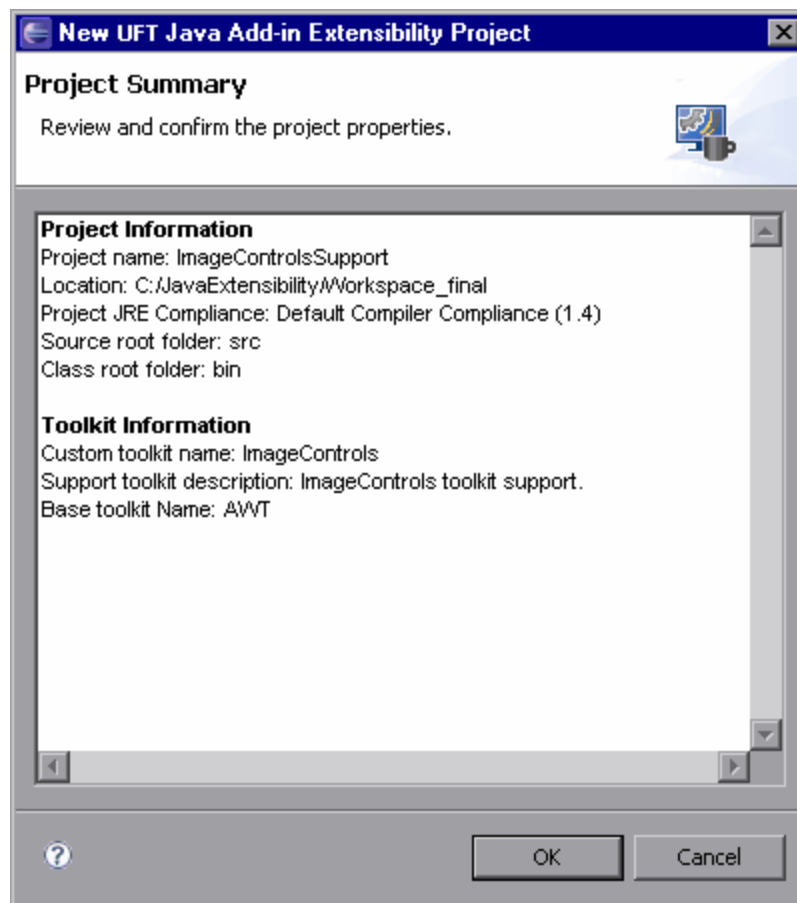 New UFT Java Add-in Extensibility Project
Project Summary
Review and confirm the project properties.
Project Information
Project name: ImageControlsSupport
Location: C:/JavaExtensibility/Workspace_final
Project JRE Compliance: Default Compiler Compliance (1.4)
Source root folder: src
Class root folder: bin
Toolkit Information
Custom toolkit name: ImageControls
Support toolkit description: ImageControls toolkit support.
Base toolkit Name: AWT
OK
Cancel